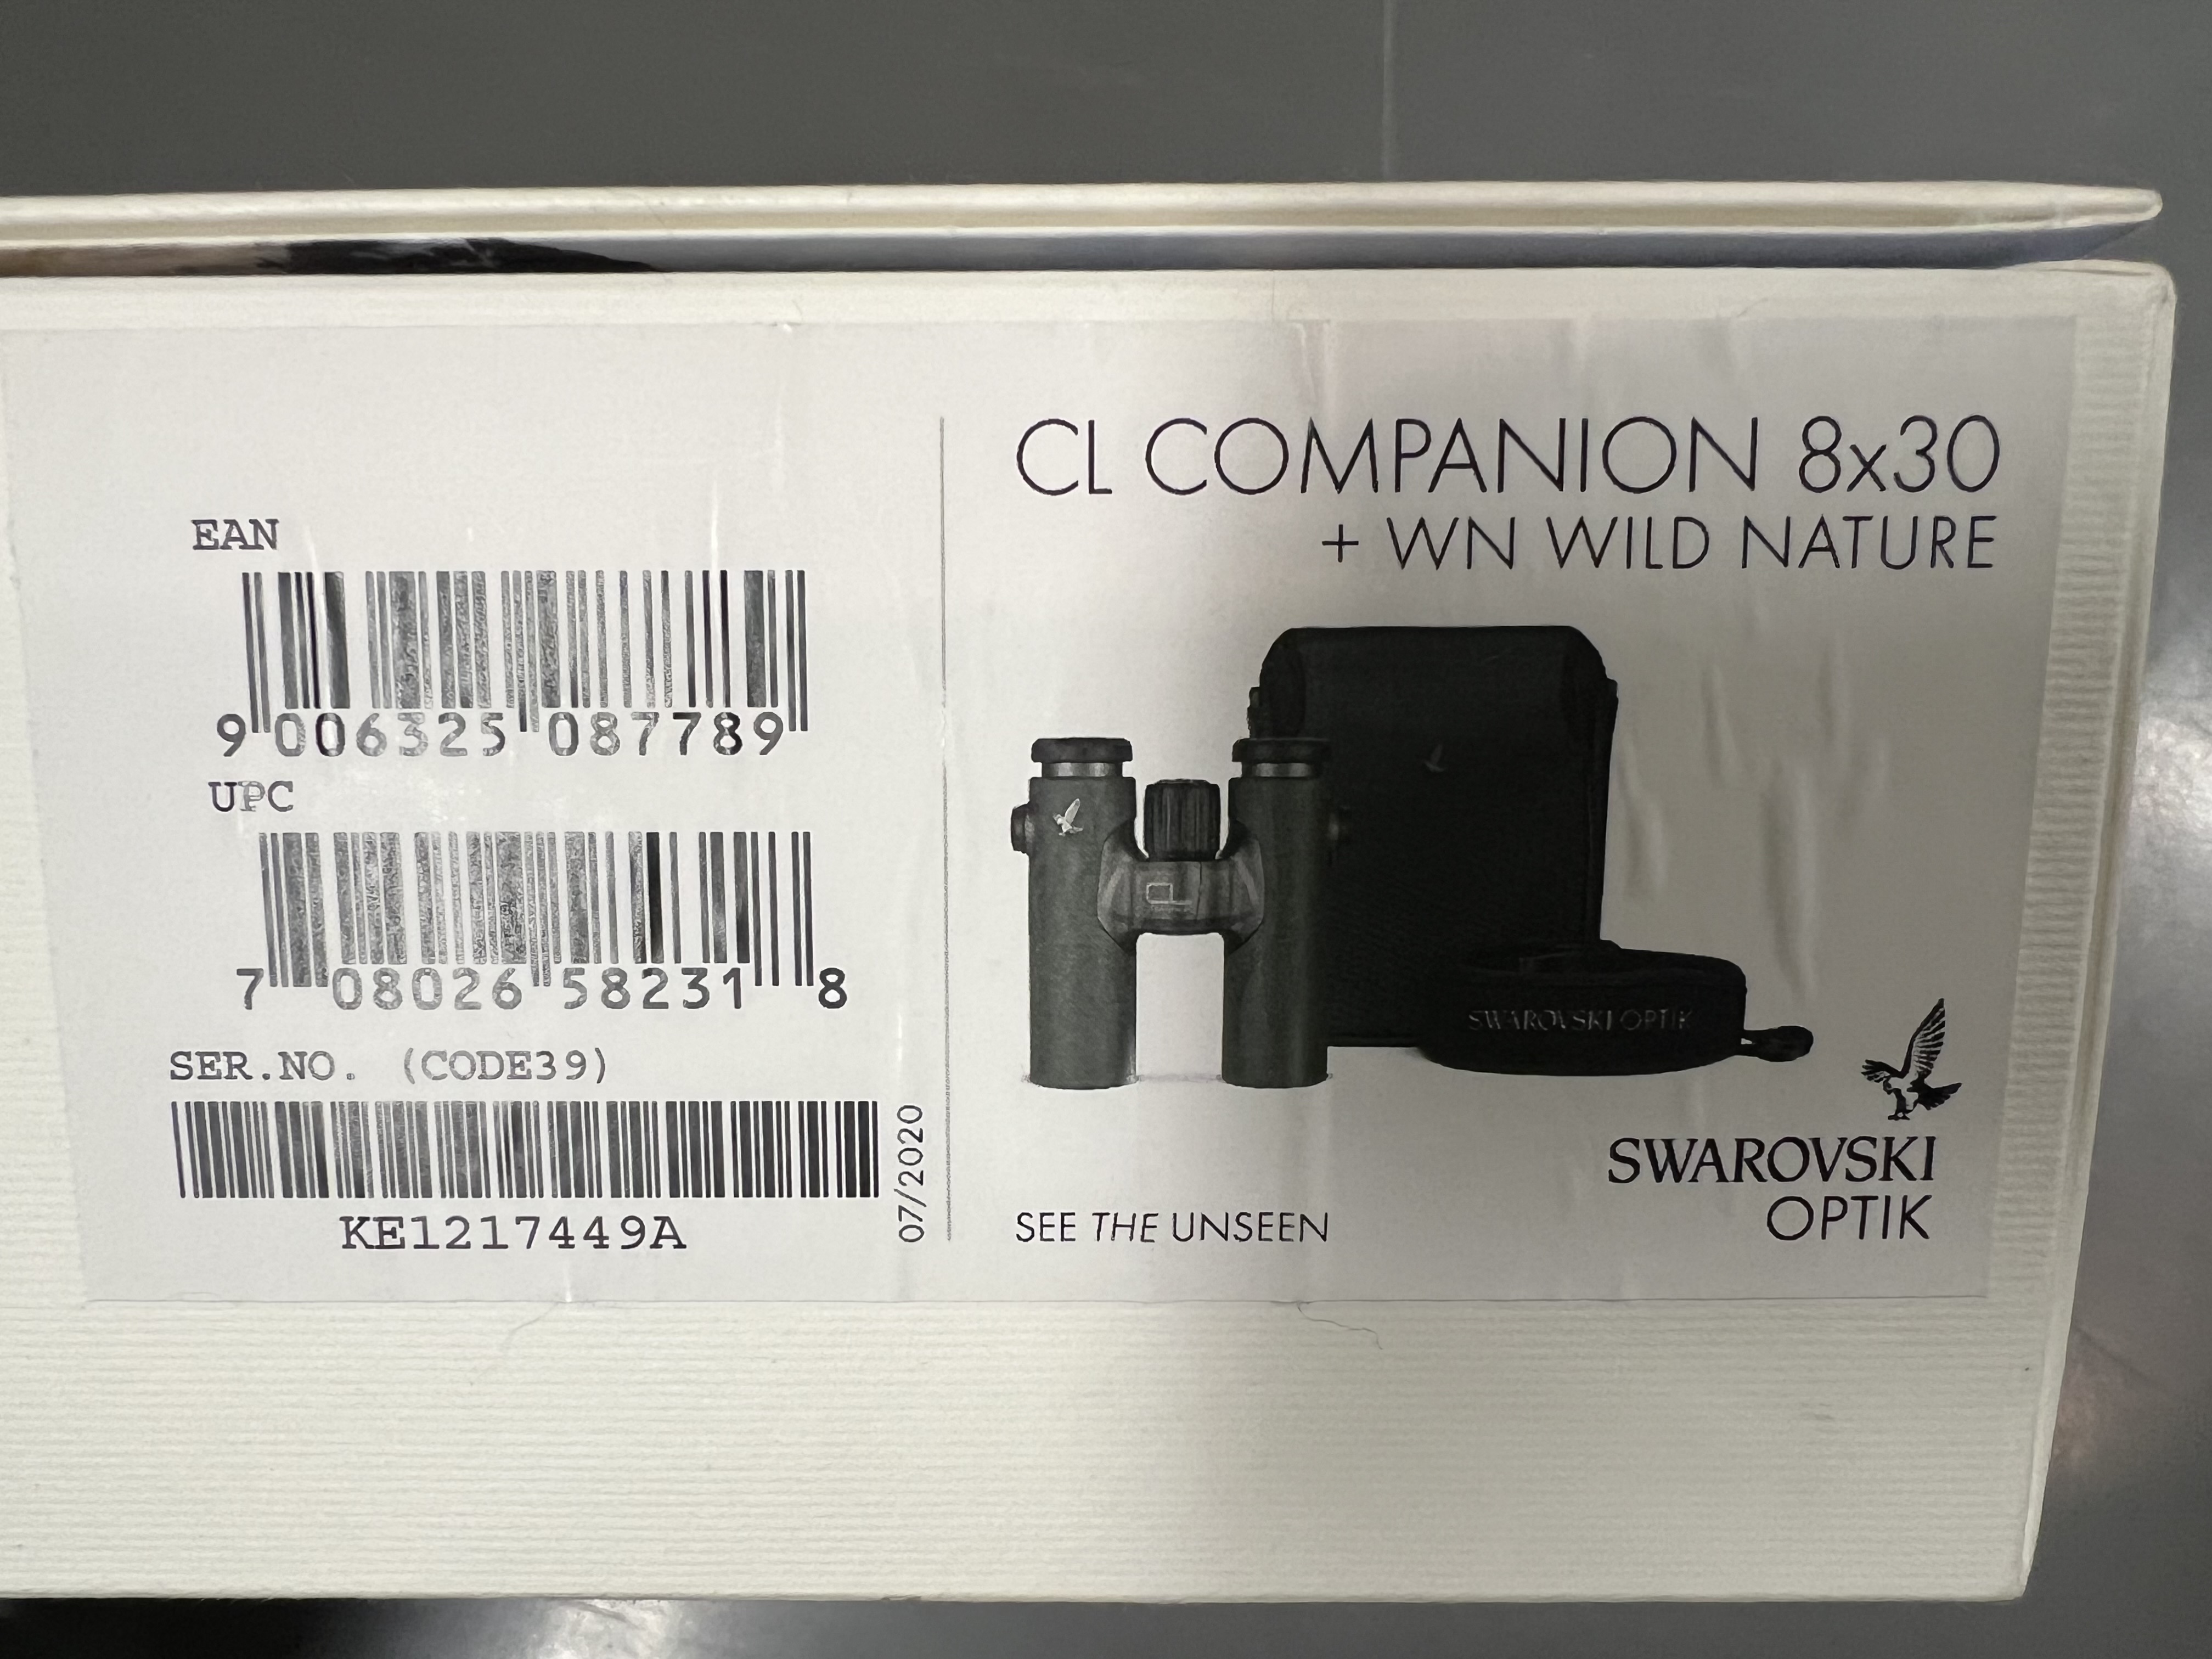 EAN
9 006325 087789
UPC
7 08026 58231 8
SER.NO. (CODE39)
KE1217449A
07/2020
CL COMPANION 8x30
+ WN WILD NATURE
CL
SWAROVSKI OPTIK
SEE THE UNSEEN
SWAROVSKI
OPTIK